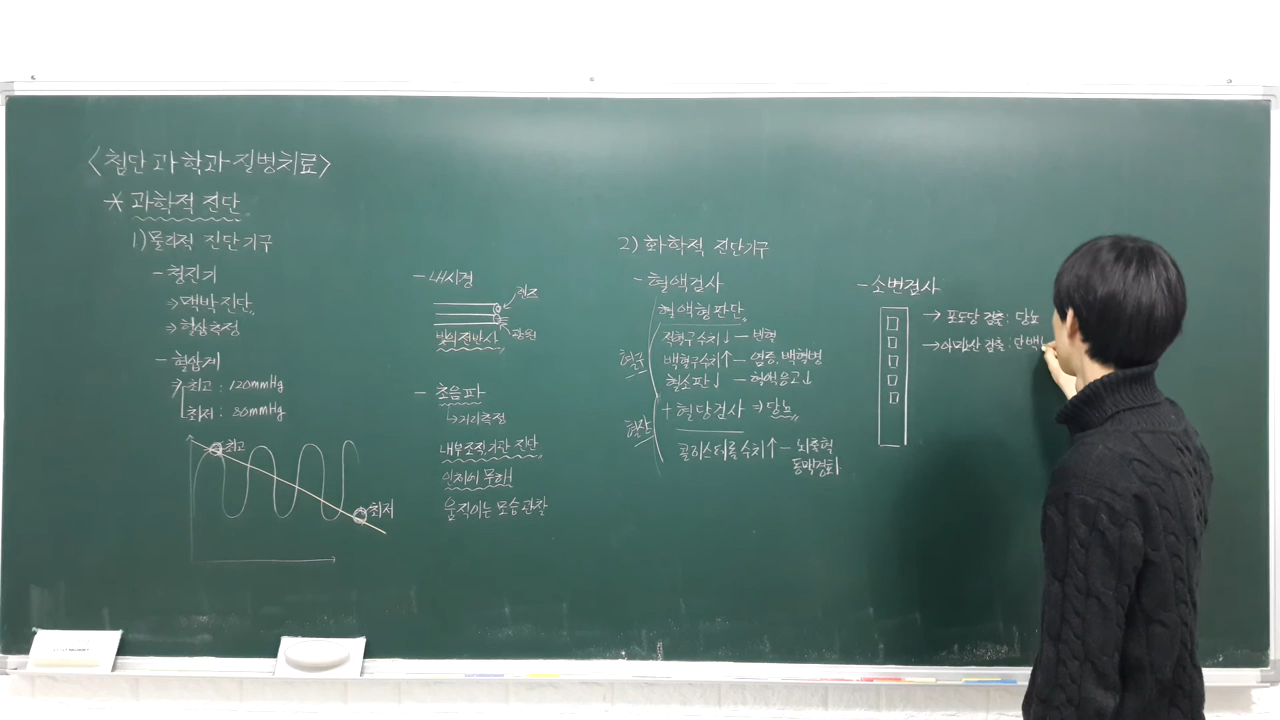 <첨단과학과 질병치료>
* 과학적 진단
1) 물리적 진단기구
- 청진기
⇒ 맥박 진단
⇒ 혈압측정
- 혈압계
최고 : 120mmHg
최저 : 80mmHg
최고
최저
- 내시경
렌즈
광원
빛의 전반사
- 초음파
↳ 거리측정
내부조직, 기관 진단
인체에 무해!
움직이는 모습 관찰
2) 화학적 진단기구
- 혈액검사
혈액형판단
혈구
적혈구수치↓ - 빈혈
백혈구수치↑ - 염증, 백혈병
혈소판↓ - 혈액응고↓
+ 혈당검사 ⇒ 당뇨
콜레스테롤 수치↑ - 뇌출혈
동맥경화
- 소변검사
→ 포도당 검출 : 당뇨
→ 아미노산 검출 : 단백